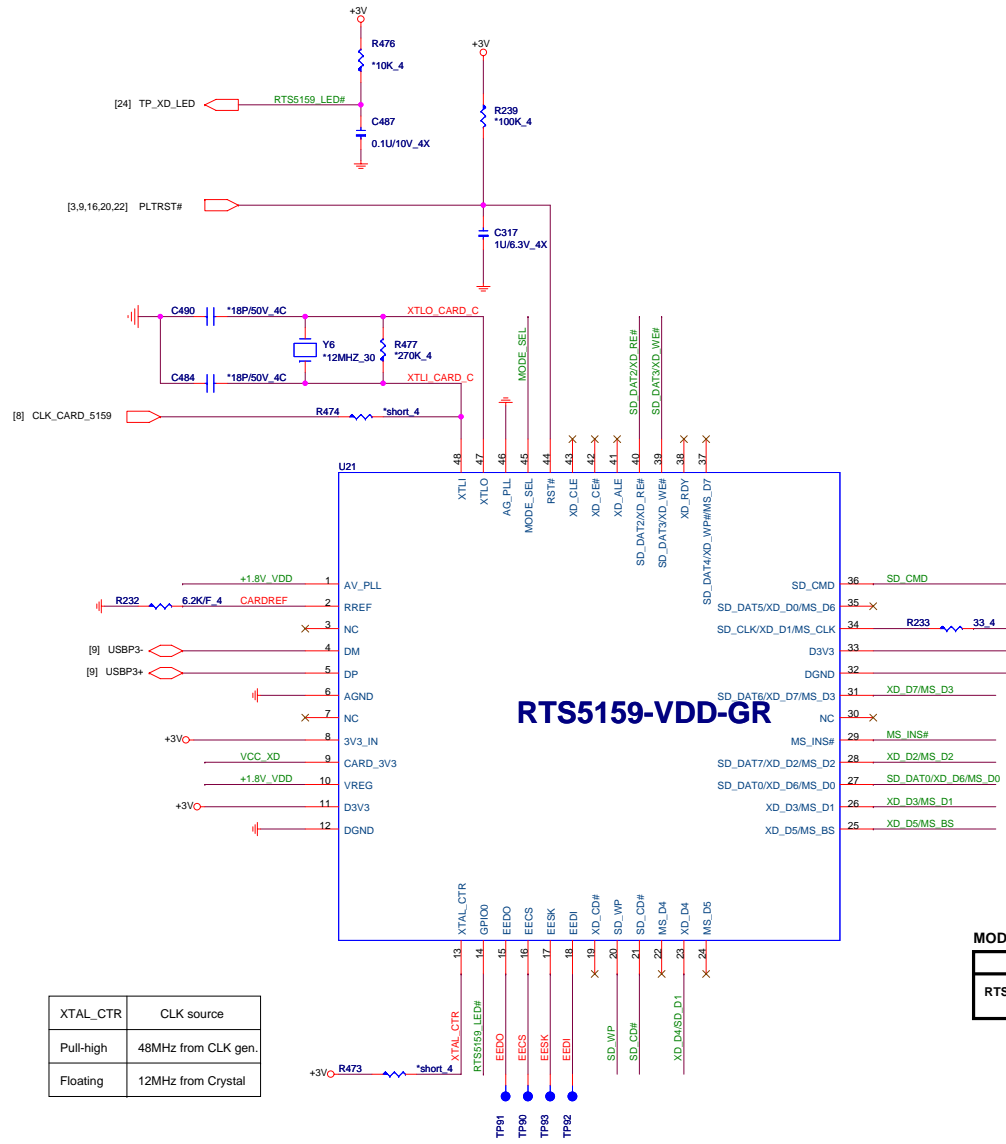 +3V
R476
*10K_4
+3V
[24] TP_XD_LED
RTS5159_LED#
R239
*100K_4
C487
0.1U/10V_4X
[3,9,16,20,22] PLTRST#
C317
1U/6.3V_4X
C490
*18P/50V_4C
XTLO_CARD_C
Y6
*12MHZ_30
R477
*270K_4
C484
*18P/50V_4C
XTLI_CARD_C
MODE_SEL
SD_DAT2/XD_RE#
SD_DAT3/XD_WE#
[8] CLK_CARD_5159
R474
*short_4
48
47
46
45
44
43
42
41
40
39
38
37
U21
XTLI
XTLO
AG_PLL
MODE_SEL
RST#
XD_CLE
XD_CE#
XD_ALE
SD_DAT2/XD_RE#
SD_DAT3/XD_WE#
XD_RDY
SD_DAT4/XD_WP#/MS_D7
+1.8V_VDD 1 AV_PLL
R232 6.2K/F_4 CARDREF 2 RREF
3 NC
[9] USBP3- 4 DM
[9] USBP3+ 5 DP
6 AGND
7 NC
+3V 8 3V3_IN
VCC_XD 9 CARD_3V3
+1.8V_VDD 10 VREG
+3V 11 D3V3
12 DGND
RTS5159-VDD-GR
SD_CMD 36 SD_CMD
SD_DAT5/XD_D0/MS_D6 35
SD_CLK/XD_D1/MS_CLK 34 R233 33_4
D3V3 33
DGND 32
SD_DAT6/XD_D7/MS_D3 31 XD_D7/MS_D3
NC 30
MS_INS# 29 MS_INS#
SD_DAT7/XD_D2/MS_D2 28 XD_D2/MS_D2
SD_DAT0/XD_D6/MS_D0 27 SD_DAT0/XD_D6/MS_D0
XD_D3/MS_D1 26 XD_D3/MS_D1
XD_D5/MS_BS 25 XD_D5/MS_BS
XTAL_CTR
GPIO0
EEDO
EECS
EESK
EEDI
XD_CD#
SD_WP
SD_CD#
MS_D4
XD_D4
MS_D5
13
14
15
16
17
18
19
20
21
22
23
24
XTAL_CTR
RTS5159_LED#
EEDO
EECS
EESK
EEDI
SD_WP
SD_CD#
XD_D4/SD_D1
+3V R473 *short_4
TP91
TP90
TP93
TP92
XTAL_CTR CLK source
Pull-high 48MHz from CLK gen.
Floating 12MHz from Crystal
MOD
RTS